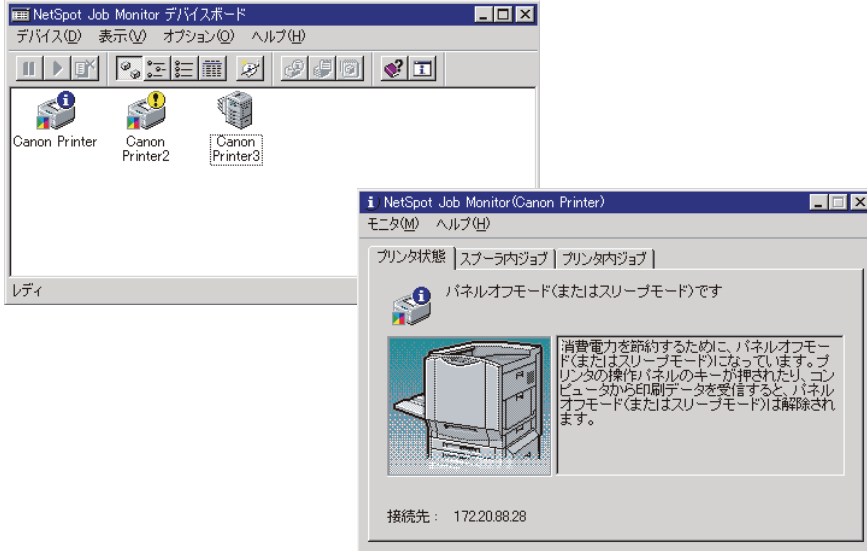 NetSpot Job Monitor デバイスボード
デバイス(D) 表示(V) オプション(O) ヘルプ(H)
Canon Printer
Canon
Printer2
Canon
Printer3
レディ
NetSpot Job Monitor(Canon Printer)
モニタ(M) ヘルプ(H)
プリンタ状態 スプーラ内ジョブ プリンタ内ジョブ
パネルオフモード(またはスリープモード)です
消費電力を節約するために、パネルオフモー
ド(またはスリープモード)になっています。プ
リンタの操作パネルのキーが押されたり、コン
ピュータから印刷データを受信すると、パネル
オフモード(またはスリープモード)は解除され
ます。
接続先： 172.20.88.28